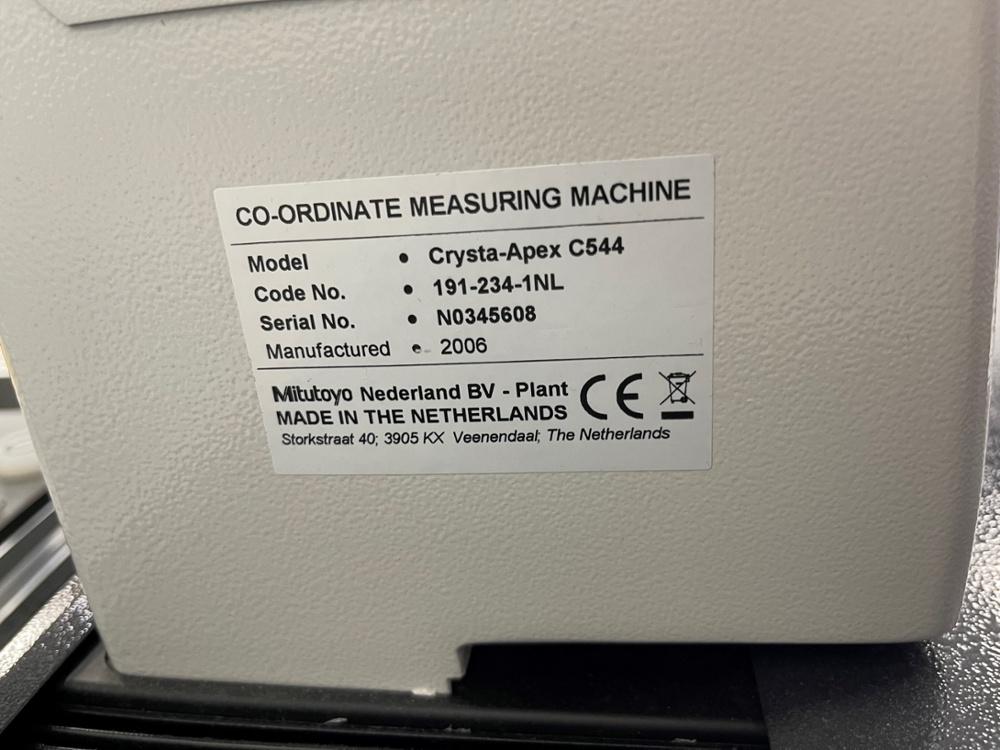 CO-ORDINATE MEASURING MACHINE
Model • Crysta-Apex C544
Code No. • 191-234-1NL
Serial No. • N0345608
Manufactured • 2006
Mitutoyo Nederland BV - Plant
MADE IN THE NETHERLANDS
CE
Storkstraat 40; 3905 KX Veenendaal; The Netherlands